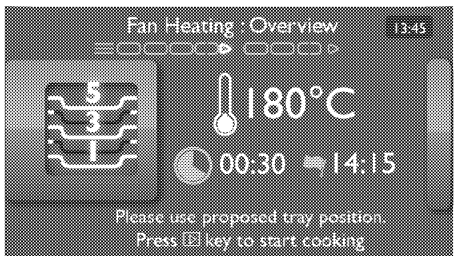 Fan Heating : Overview
13:45
5
3
1
180°C
00:30
14:15
Please use proposed tray position.
Press key to start cooking